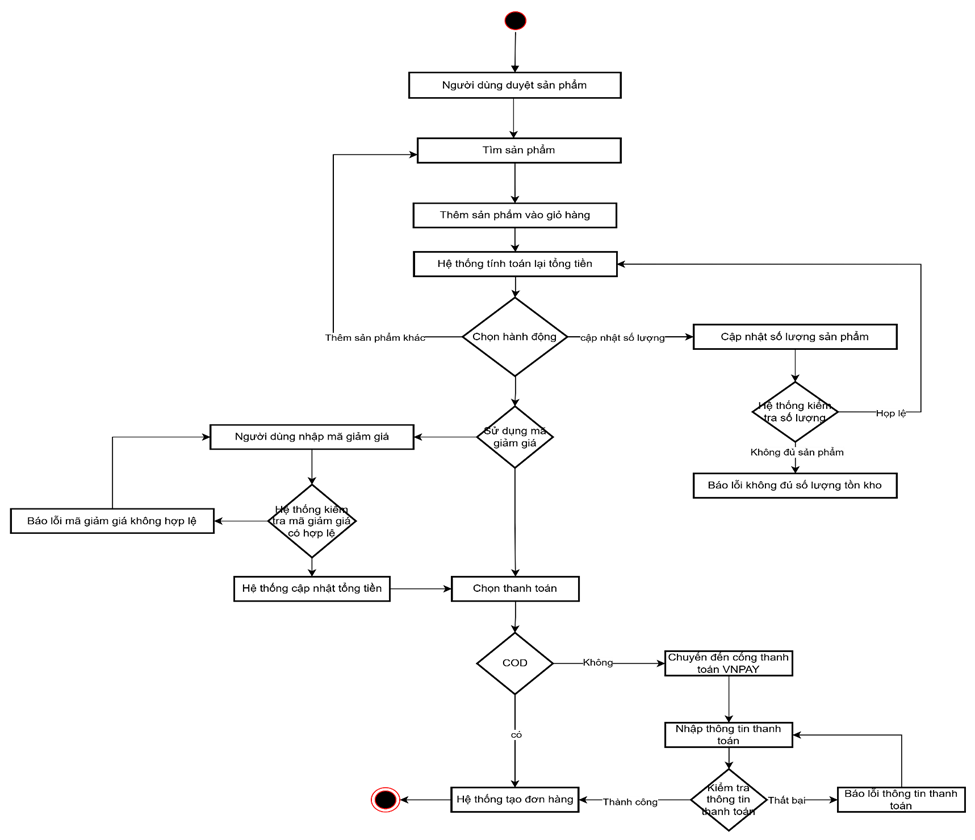 Người dùng duyệt sản phẩm
Tìm sản phẩm
Thêm sản phẩm vào giỏ hàng
Hệ thống tính toán lại tổng tiền
Thêm sản phẩm khác
Chọn hành động
cập nhật số lượng
Cập nhật số lượng sản phẩm
Hệ thống kiểm
tra số lượng
Họp lệ
Không đủ sản phẩm
Báo lỗi không đủ số lượng tồn kho
Sử dụng mã
giảm giá
Người dùng nhập mã giảm giá
Hệ thống kiểm
tra mã giảm giá
có hợp lệ
Báo lỗi mã giảm giá không hợp lệ
Hệ thống cập nhật tổng tiền
Chọn thanh toán
COD
Không
Chuyển đến cổng thanh
toán VNPAY
có
Nhập thông tin thanh
toán
Kiểm tra
thông tin
thanh toán
Thất bại
Báo lỗi thông tin thanh
toán
Thành công
Hệ thống tạo đơn hàng